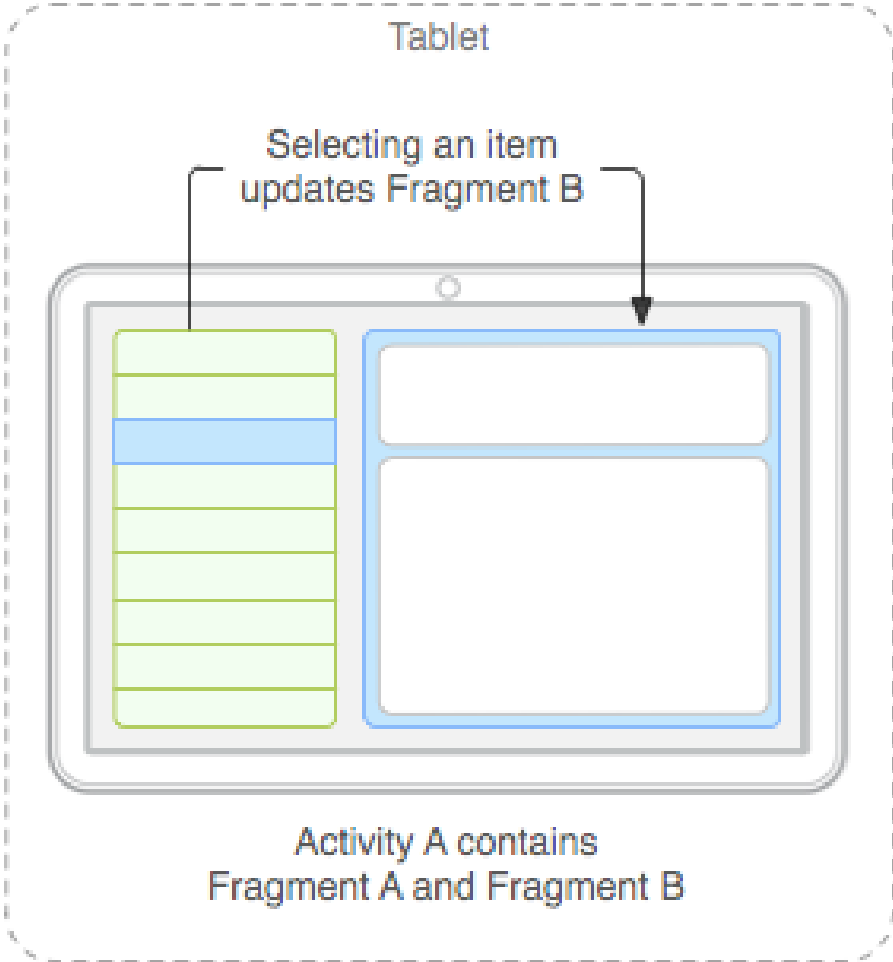 Tablet
Selecting an item
updates Fragment B
Activity A contains
Fragment A and Fragment B